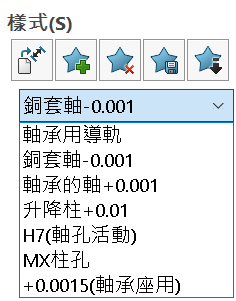 樣式(S)
銅套軸-0.001
軸承用導軌
銅套軸-0.001
軸承的軸+0.001
升降柱+0.01
H7(軸孔活動)
MX柱孔
+0.0015(軸承座用)